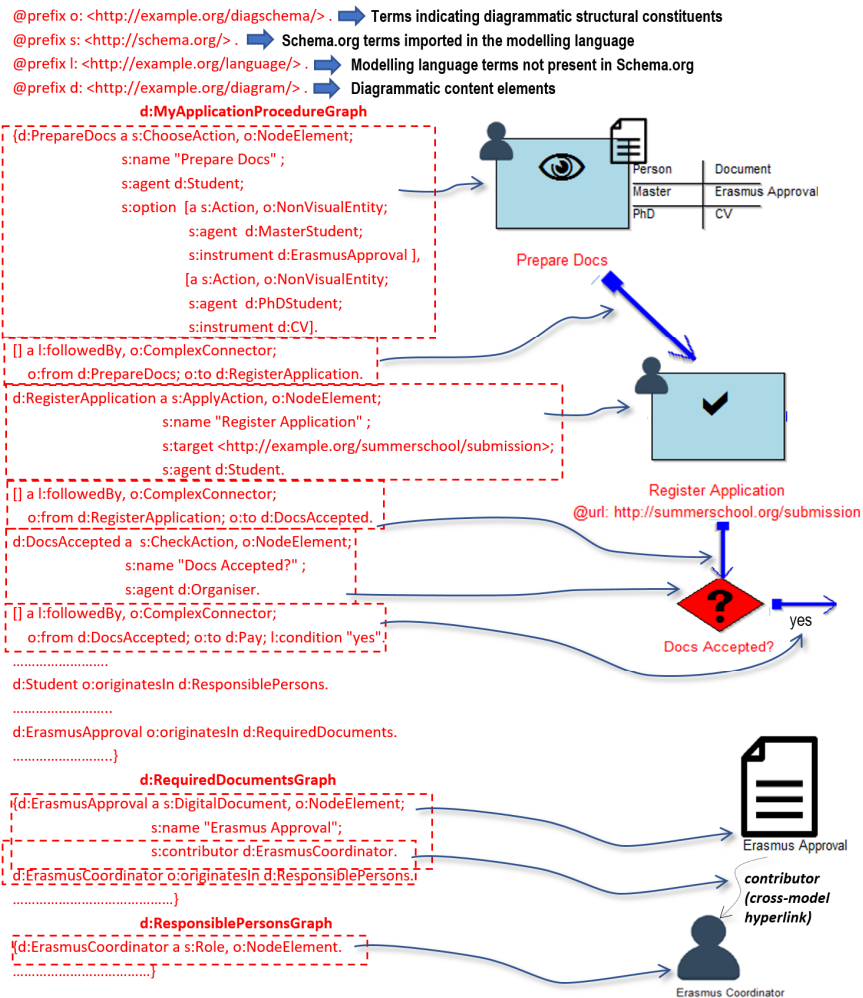 @prefix o: <http://example.org/diagschema/> . Terms indicating diagrammatic structural constituents
@prefix s: <http://schema.org/> . Schema.org terms imported in the modelling language
@prefix l: <http://example.org/language/> . Modelling language terms not present in Schema.org
@prefix d: <http://example.org/diagram/> . Diagrammatic content elements
d:MyApplicationProcedureGraph
{d:PrepareDocs a s:ChooseAction, o:NodeElement;
s:name "Prepare Docs" ;
s:agent d:Student;
s:option [a s:Action, o:NonVisualEntity;
s:agent d:MasterStudent;
s:instrument d:ErasmusApproval ],
[a s:Action, o:NonVisualEntity;
s:agent d:PhDStudent;
s:instrument d:CV].
Person Document
Master Erasmus Approval
PhD CV
Prepare Docs
[] a l:followedBy, o:ComplexConnector;
o:from d:PrepareDocs; o:to d:RegisterApplication.
d:RegisterApplication a s:ApplyAction, o:NodeElement;
s:name "Register Application" ;
s:target <http://example.org/summerschool/submission>;
s:agent d:Student.
Register Application
@url: http://summerschool.org/submission
[] a l:followedBy, o:ComplexConnector;
o:from d:RegisterApplication; o:to d:DocsAccepted.
d:DocsAccepted a s:CheckAction, o:NodeElement;
s:name "Docs Accepted?" ;
s:agent d:Organiser.
?
yes
Docs Accepted?
[] a l:followedBy, o:ComplexConnector;
o:from d:DocsAccepted; o:to d:Pay; l:condition "yes".
…………………….
d:Student o:originatesIn d:ResponsiblePersons.
……………………..
d:ErasmusApproval o:originatesIn d:RequiredDocuments.
……………………..}
d:RequiredDocumentsGraph
{d:ErasmusApproval a s:DigitalDocument, o:NodeElement;
s:name "Erasmus Approval";
s:contributor d:ErasmusCoordinator.
d:ErasmusCoordinator o:originatesIn d:ResponsiblePersons.
……………………………………}
Erasmus Approval
contributor
(cross-model
hyperlink)
d:ResponsiblePersonsGraph
{d:ErasmusCoordinator a s:Role, o:NodeElement.
………………………………}
Erasmus Coordinator